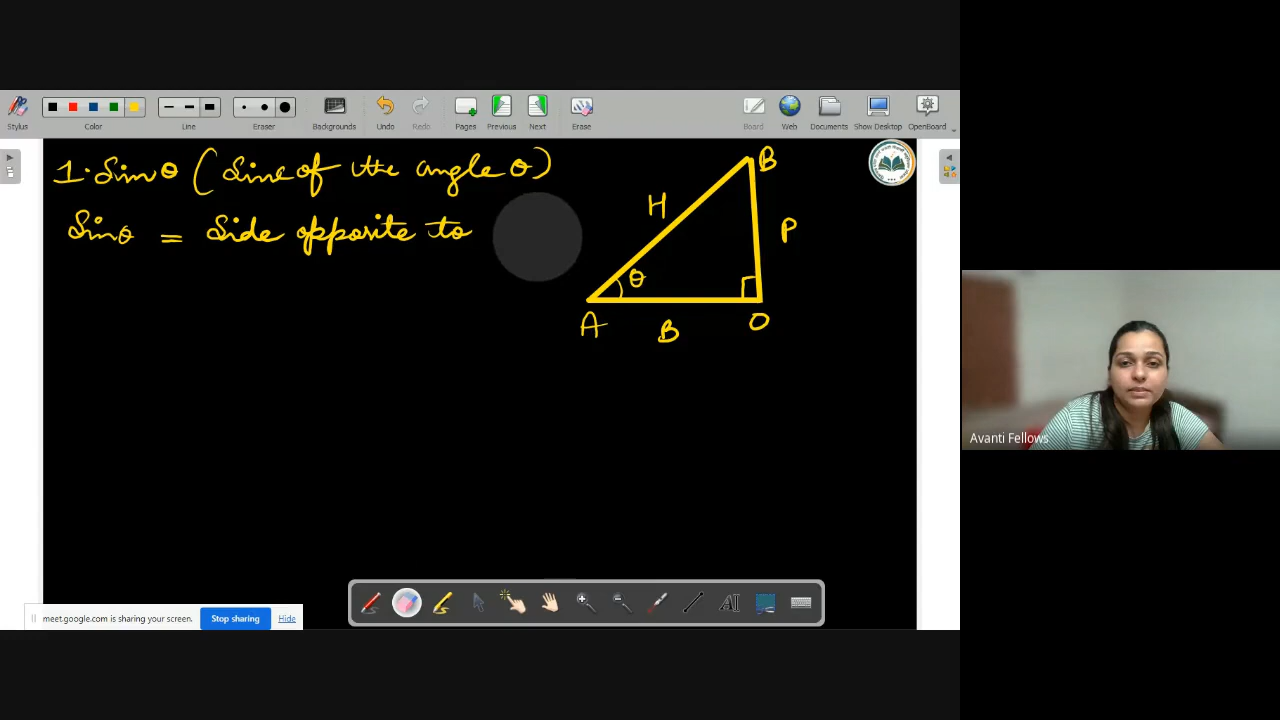 Stylus
Color
Line
Eraser
Backgrounds
Undo
Redo
Pages
Previous
Next
Erase
Board
Web
Documents
Show Desktop
OpenBoard
1. Sinθ (Sine of the angle θ)
Sinθ = Side opposite to
B
H
P
θ
A
B
O
Avanti Fellows
meet.google.com is sharing your screen.
Stop sharing
Hide